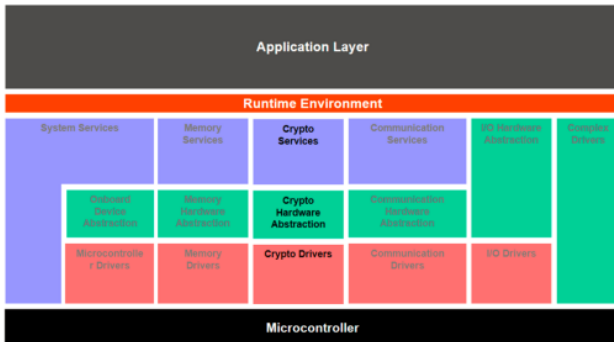 Application Layer
Runtime Environment
System Services
Memory
Services
Crypto
Services
Communication
Services
I/O Hardware
Abstraction
Complex
Drivers
Onboard
Device
Abstraction
Memory
Hardware
Abstraction
Crypto
Hardware
Abstraction
Communication
Hardware
Abstraction
Microcontrolle
r Drivers
Memory
Drivers
Crypto Drivers
Communication
Drivers
I/O Drivers
Microcontroller